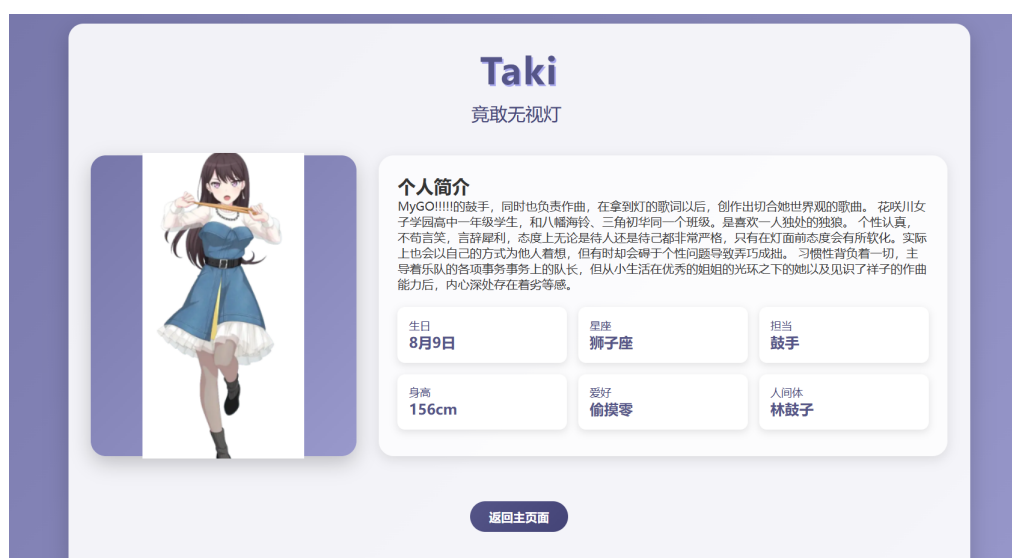 Taki
竟敢无视灯
个人简介
MyGO!!!!!的鼓手，同时也负责作曲，在拿到灯的歌词以后，创作出切合她世界观的歌曲。 花咲川女
子学园高中一年级学生，和八幡海铃、三角初华同一个班级。是喜欢一人独处的独狼。 个性认真，
不苟言笑，言辞犀利，态度上无论是待人还是待己都非常严格，只有在灯面前态度会有所软化。实际
上也会以自己的方式为他人着想，但有时却会碍于个性问题导致弄巧成拙。 习惯性背负着一切，主
导着乐队的各项事务事务上的队长，但从小生活在优秀的姐姐的光环之下的她以及见识了祥子的作曲
能力后，内心深处存在着劣等感。
生日
8月9日
星座
狮子座
担当
鼓手
身高
156cm
爱好
偷摸零
人间体
林鼓子
返回主页面